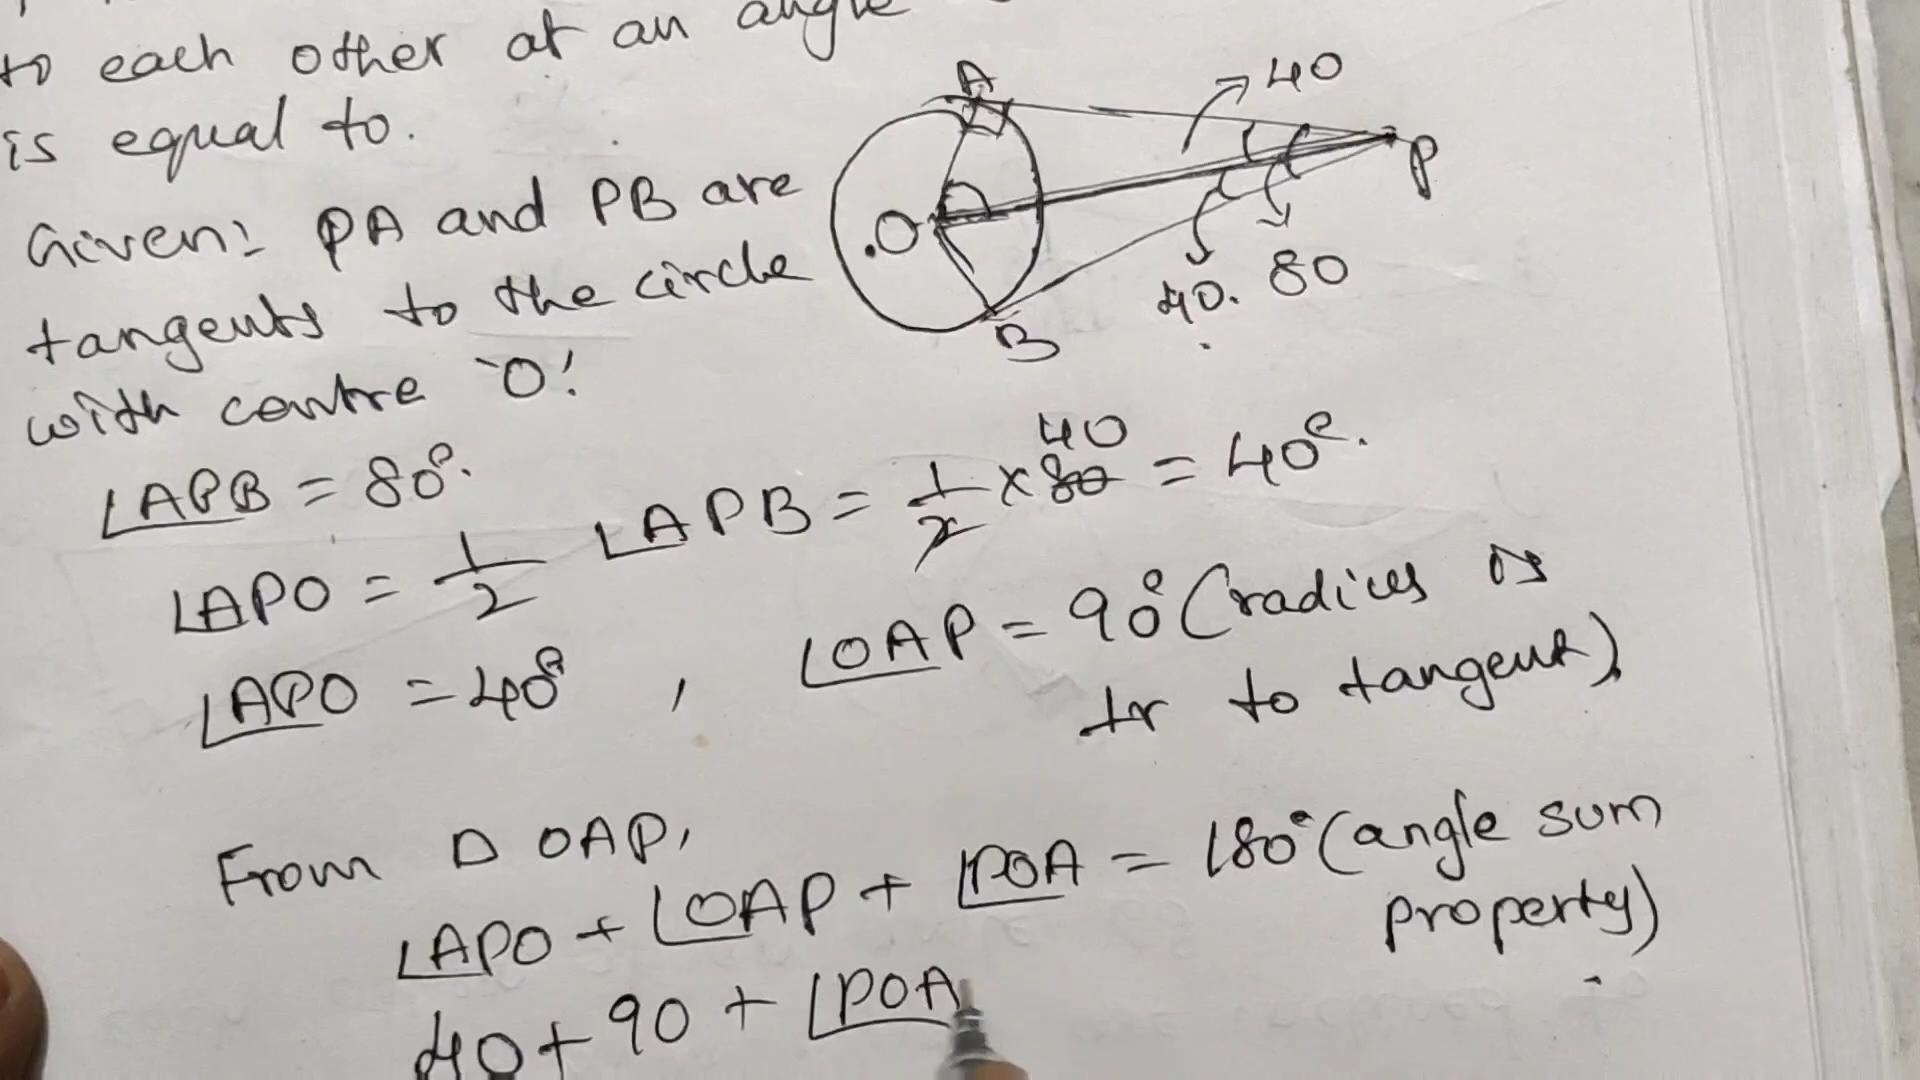 to each other at an angle
is equal to.
Given: PA and PB are
tangents to the circle
with centre 'O'.
A
40
P
O
40. 80
B
∠APB = 80°.
∠APO = 1/2 ∠APB = 1/2 × 80 40 = 40°.
∠APO = 40°, ∠OAP = 90° (radius is
⊥r to tangent).
From Δ OAP,
∠APO + ∠OAP + ∠POA = 180° (angle sum
property)
40 + 90 + ∠POA